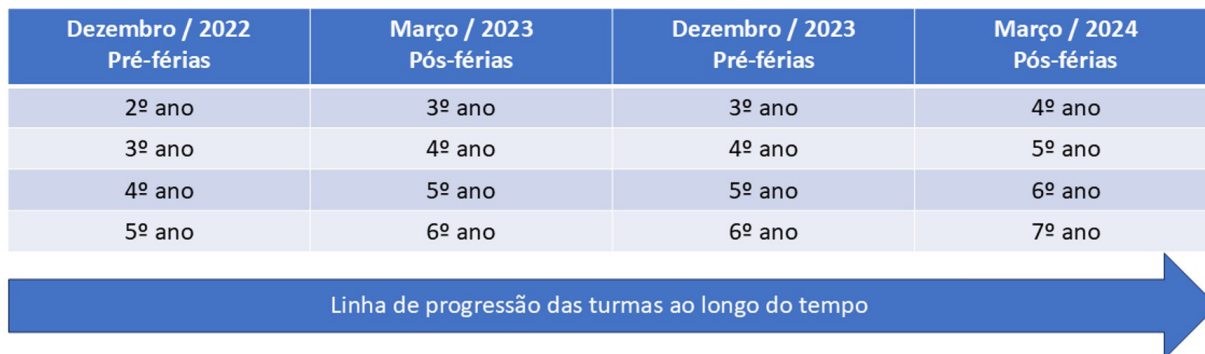 Dezembro / 2022 Março / 2023 Dezembro / 2023 Março / 2024
Pré-férias Pós-férias Pré-férias Pós-férias
2º ano 3º ano 3º ano 4º ano
3º ano 4º ano 4º ano 5º ano
4º ano 5º ano 5º ano 6º ano
5º ano 6º ano 6º ano 7º ano
Linha de progressão das turmas ao longo do tempo